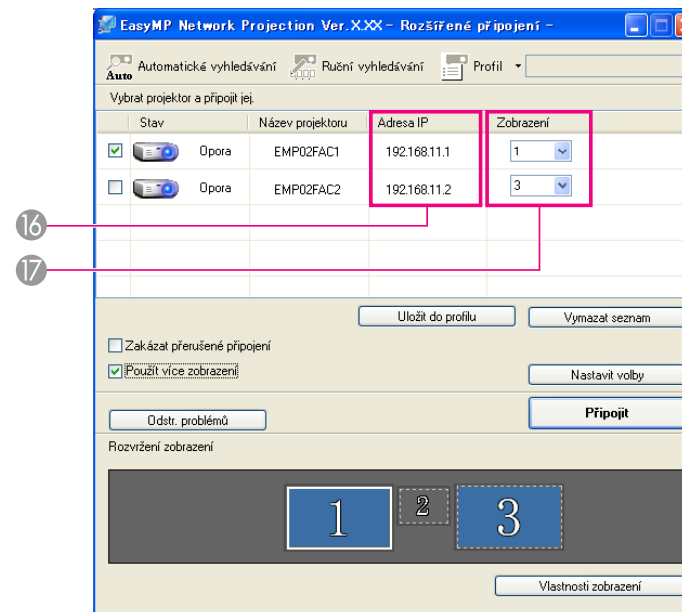 EasyMP Network Projection Ver.X.XX - Rozšířené připojení -
Auto Automatické vyhledávání Ruční vyhledávání Profil
Vybrat projektor a připojit jej.
Stav Název projektoru Adresa IP Zobrazení
Opora EMP02FAC1 192.168.11.1 1
Opora EMP02FAC2 192.168.11.2 3
16
17
Uložit do profilu Vymazat seznam
Zakázat přerušené připojení
Použít více zobrazení
Nastavit volby
Odstr. problémů Připojit
Rozvržení zobrazení
1 2 3
Vlastnosti zobrazení